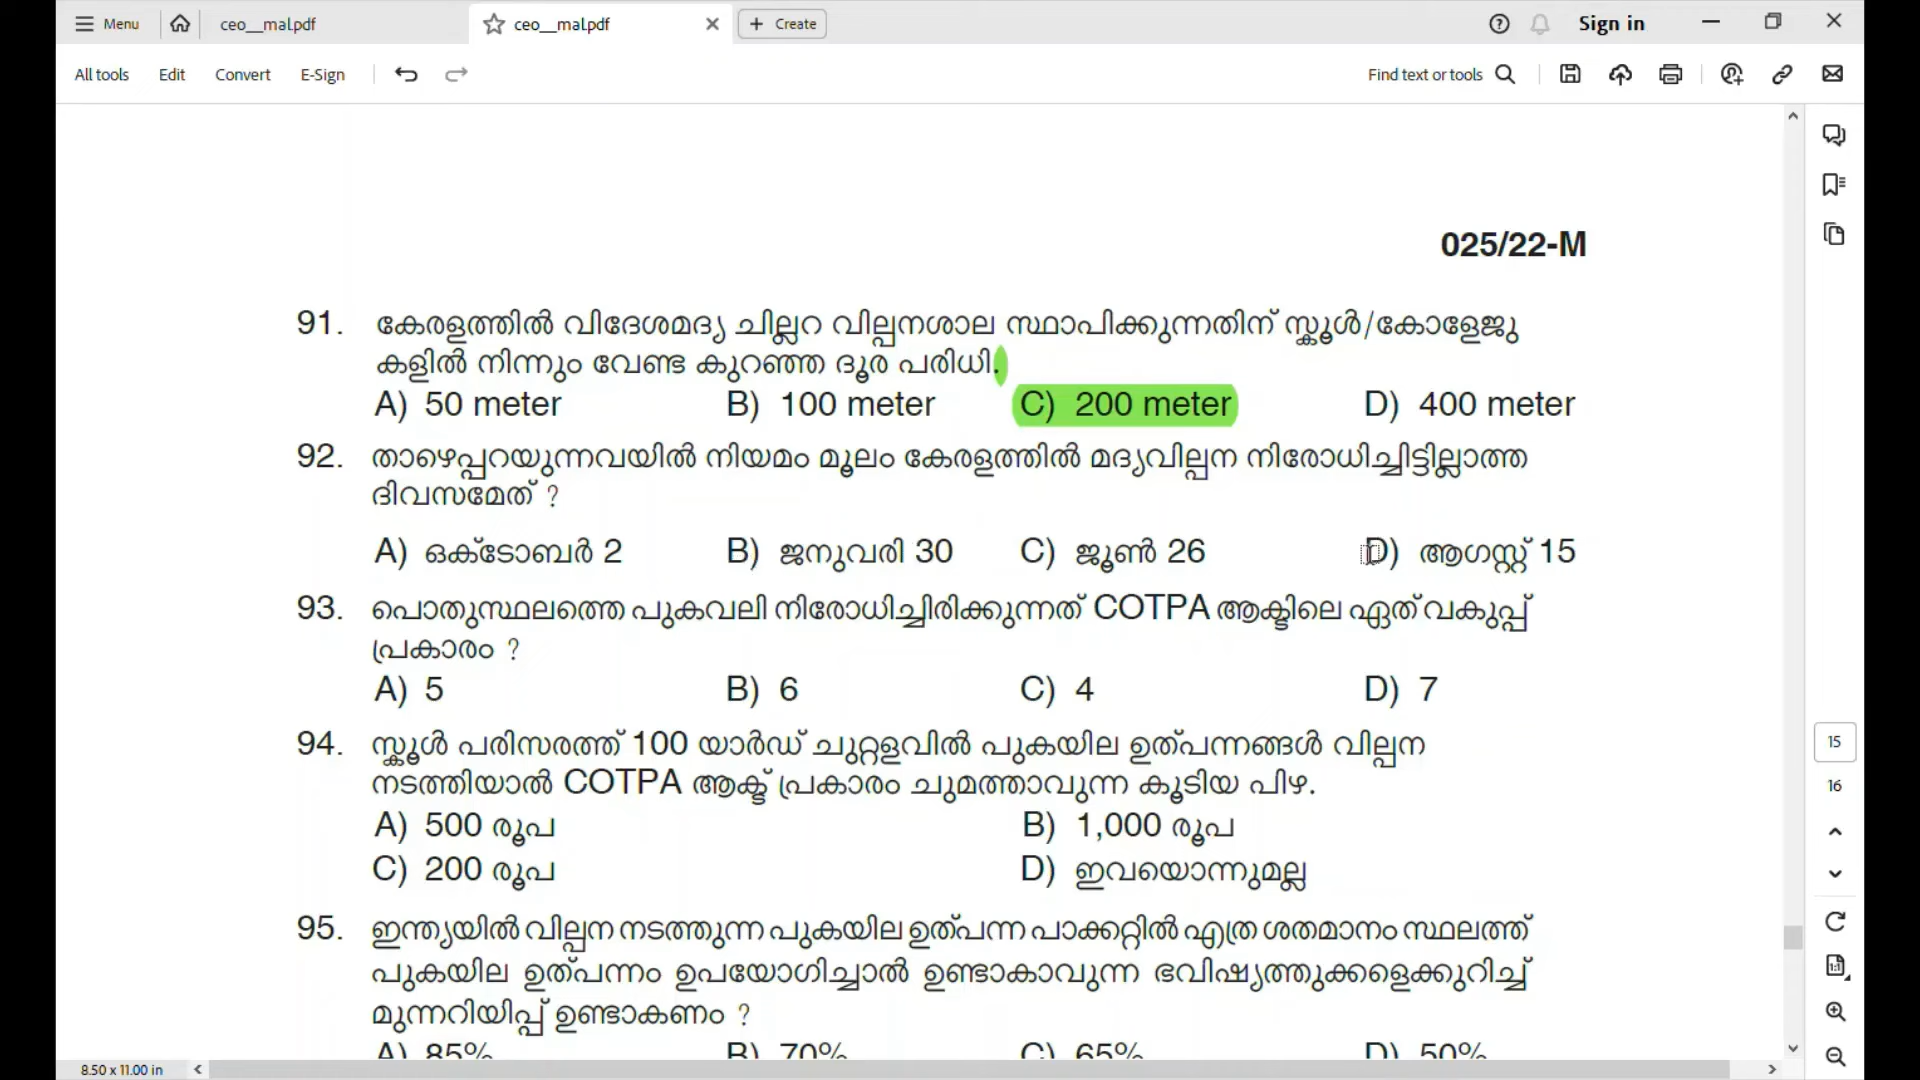 Menu
ceo__mal.pdf
ceo__mal.pdf
Create
Sign in
All tools
Edit
Convert
E-Sign
Find text or tools
025/22-M
91. കേരളത്തിൽ വിദേശമദ്യ ചില്ലറ വില്പനശാല സ്ഥാപിക്കുന്നതിന് സ്കൂൾ/കോളേജു
കളിൽ നിന്നും വേണ്ട കുറഞ്ഞ ദൂര പരിധി.
A) 50 meter B) 100 meter C) 200 meter D) 400 meter
92. താഴെപ്പറയുന്നവയിൽ നിയമം മൂലം കേരളത്തിൽ മദ്യവില്പന നിരോധിച്ചിട്ടില്ലാത്ത
ദിവസമേത് ?
A) ഒക്ടോബർ 2 B) ജനുവരി 30 C) ജൂൺ 26 D) ആഗസ്റ്റ് 15
93. പൊതുസ്ഥലത്തെ പുകവലി നിരോധിച്ചിരിക്കുന്നത് COTPA ആക്ടിലെ ഏത് വകുപ്പ്
പ്രകാരം ?
A) 5 B) 6 C) 4 D) 7
94. സ്കൂൾ പരിസരത്ത് 100 യാർഡ് ചുറ്റളവിൽ പുകയില ഉത്പന്നങ്ങൾ വില്പന
നടത്തിയാൽ COTPA ആക്ട് പ്രകാരം ചുമത്താവുന്ന കൂടിയ പിഴ.
A) 500 രൂപ B) 1,000 രൂപ
C) 200 രൂപ D) ഇവയൊന്നുമല്ല
95. ഇന്ത്യയിൽ വില്പന നടത്തുന്ന പുകയില ഉത്പന്ന പാക്കറ്റിൽ എത്ര ശതമാനം സ്ഥലത്ത്
പുകയില ഉത്പന്നം ഉപയോഗിച്ചാൽ ഉണ്ടാകാവുന്ന ഭവിഷ്യത്തുക്കളെക്കുറിച്ച്
മുന്നറിയിപ്പ് ഉണ്ടാകണം ?
A) 85% B) 70% C) 65% D) 50%
15
16
8.50 x 11.00 in